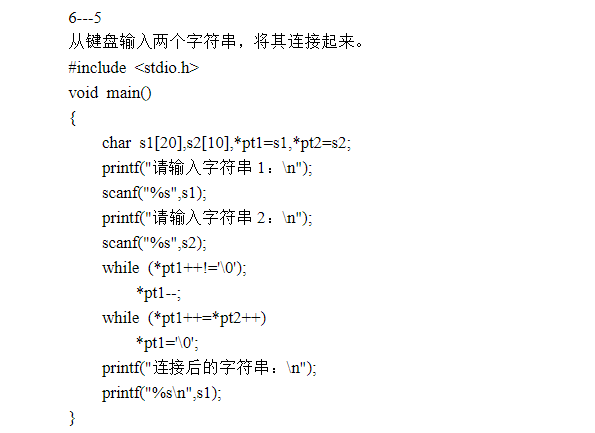 6---5
从键盘输入两个字符串，将其连接起来。
#include <stdio.h>
void main()
{
char s1[20],s2[10],*pt1=s1,*pt2=s2;
printf("请输入字符串 1：\n");
scanf("%s",s1);
printf("请输入字符串 2：\n");
scanf("%s",s2);
while (*pt1++!='\0');
*pt1--;
while (*pt1++=*pt2++)
*pt1='\0';
printf("连接后的字符串：\n");
printf("%s\n",s1);
}